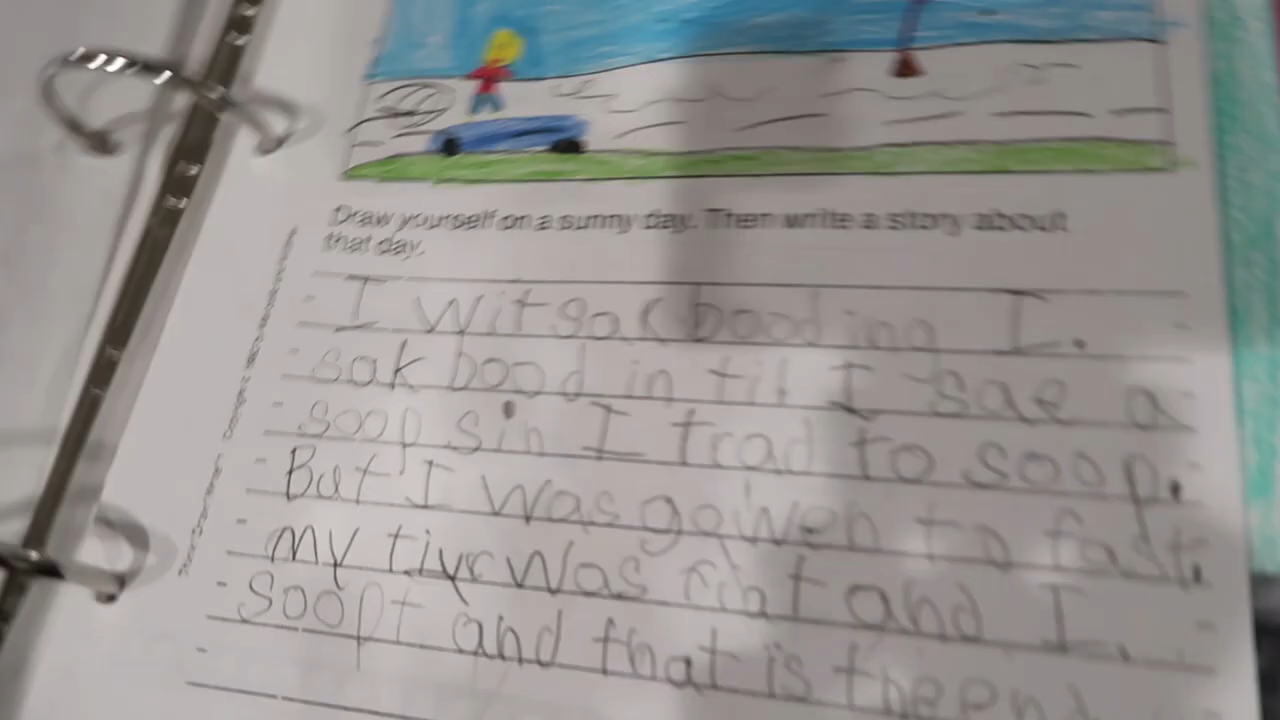 Draw yourself on a sunny day. Then write a story about
that day.
I wit sak booding I.
sak bood in til I sae a
soop sin I trad to soop.
But I was gowen to fast.
my tiyr was and I.
Soopt and that is the end